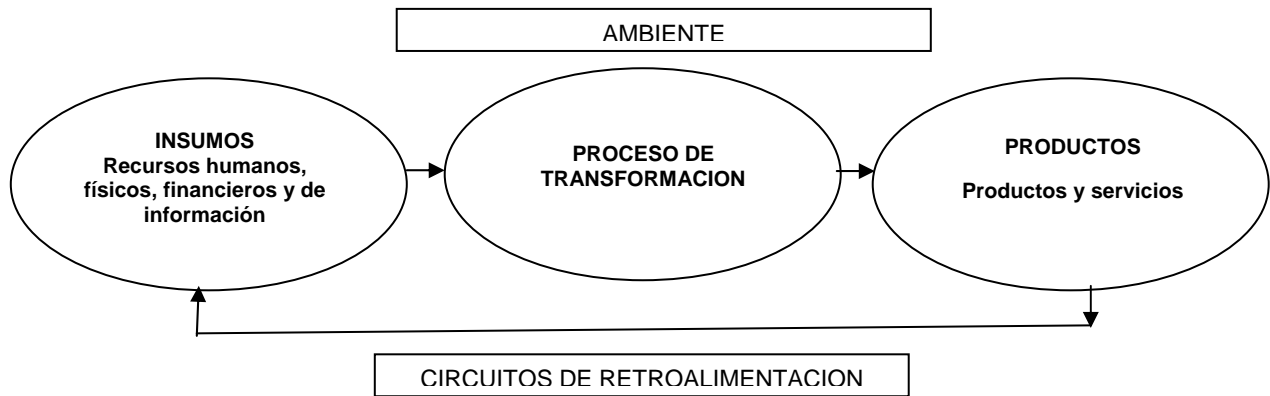 AMBIENTE
INSUMOS
Recursos humanos,
físicos, financieros y de
información
PROCESO DE
TRANSFORMACION
PRODUCTOS
Productos y servicios
CIRCUITOS DE RETROALIMENTACION